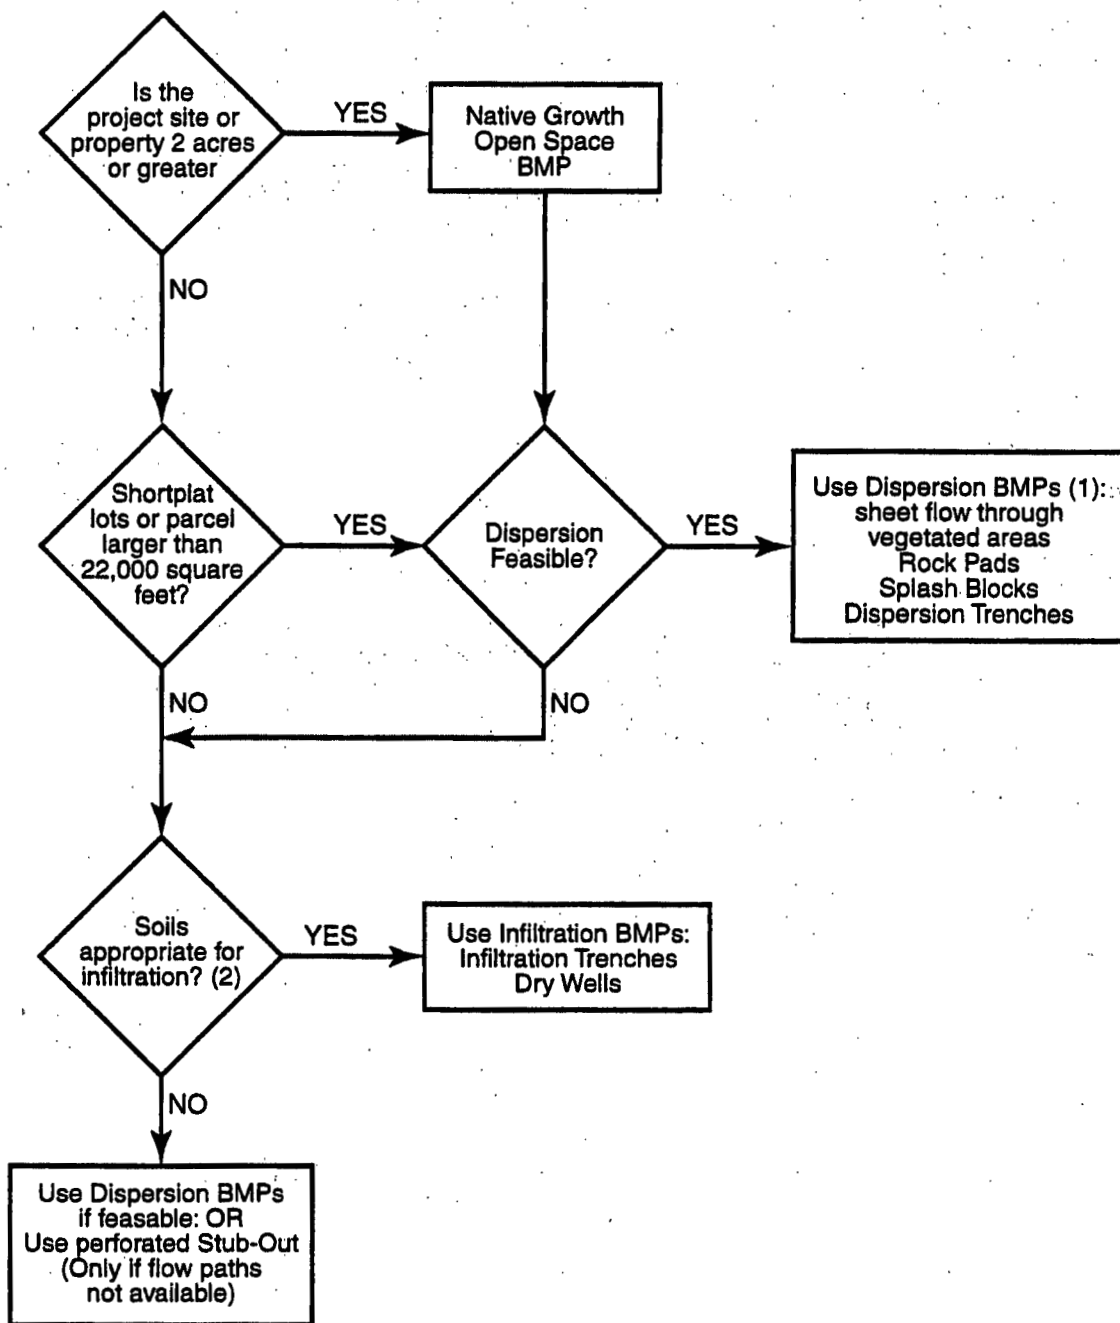 Is the
project site or
property 2 acres
or greater
YES
Native Growth
Open Space
BMP
NO
Shortplat
lots or parcel
larger than
22,000 square
feet?
YES
Dispersion
Feasible?
YES
Use Dispersion BMPs (1):
sheet flow through
vegetated areas
Rock Pads
Splash Blocks
Dispersion Trenches
NO
NO
Soils
appropriate for
infiltration? (2)
YES
Use Infiltration BMPs:
Infiltration Trenches
Dry Wells
NO
Use Dispersion BMPs
if feasable: OR
Use perforated Stub-Out
(Only if flow paths
not available)